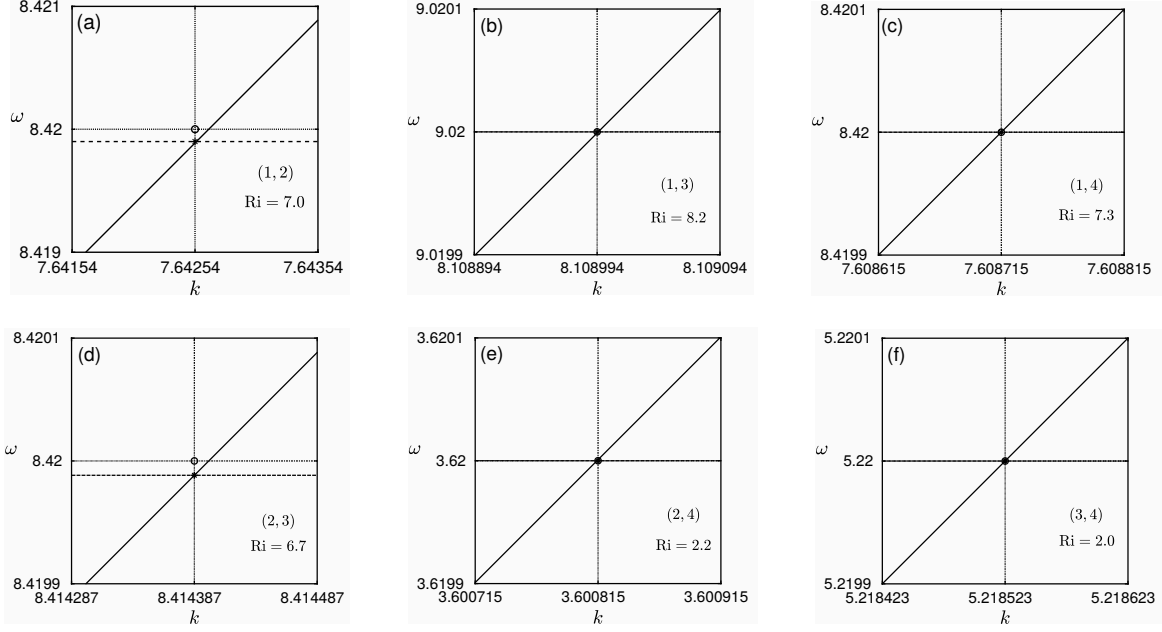 8.421
(a)
ω
8.42
(1, 2)
Ri = 7.0
8.419
7.64154
7.64254
7.64354
k
9.0201
(b)
ω
9.02
(1, 3)
Ri = 8.2
9.0199
8.108894
8.108994
8.109094
k
8.4201
(c)
ω
8.42
(1, 4)
Ri = 7.3
8.4199
7.608615
7.608715
7.608815
k
8.4201
(d)
ω
8.42
(2, 3)
Ri = 6.7
8.4199
8.414287
8.414387
8.414487
k
3.6201
(e)
ω
3.62
(2, 4)
Ri = 2.2
3.6199
3.600715
3.600815
3.600915
k
5.2201
(f)
ω
5.22
(3, 4)
Ri = 2.0
5.2199
5.218423
5.218523
5.218623
k